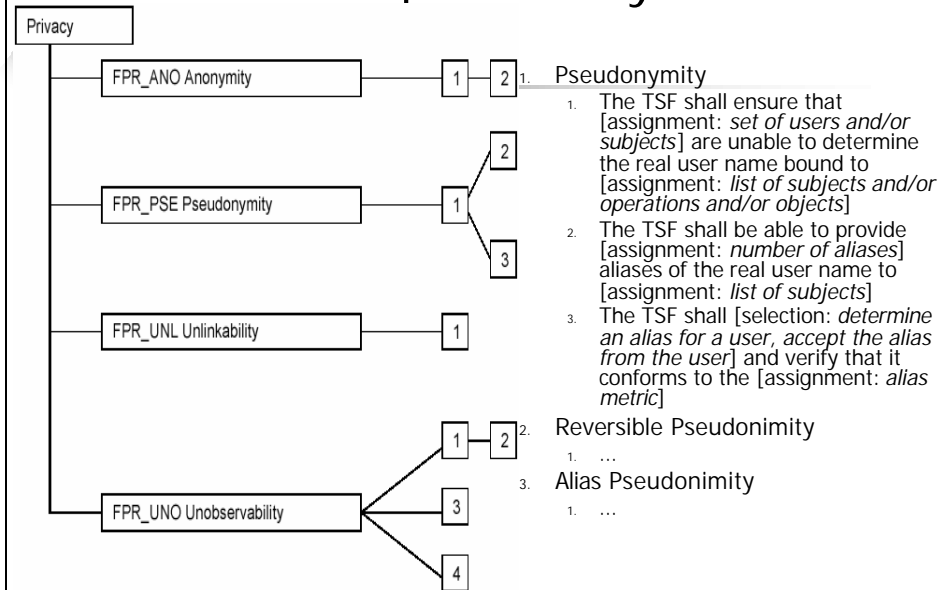 Privacy
FPR_ANO Anonymity
1
2
FPR_PSE Pseudonymity
1
2
3
FPR_UNL Unlinkability
1
FPR_UNO Unobservability
1
2
3
4
1. Pseudonymity
1. The TSF shall ensure that
[assignment: set of users and/or
subjects] are unable to determine
the real user name bound to
[assignment: list of subjects and/or
operations and/or objects]
2. The TSF shall be able to provide
[assignment: number of aliases]
aliases of the real user name to
[assignment: list of subjects]
3. The TSF shall [selection: determine
an alias for a user, accept the alias
from the user] and verify that it
conforms to the [assignment: alias
metric]
2. Reversible Pseudonimity
1. ...
3. Alias Pseudonimity
1. ...